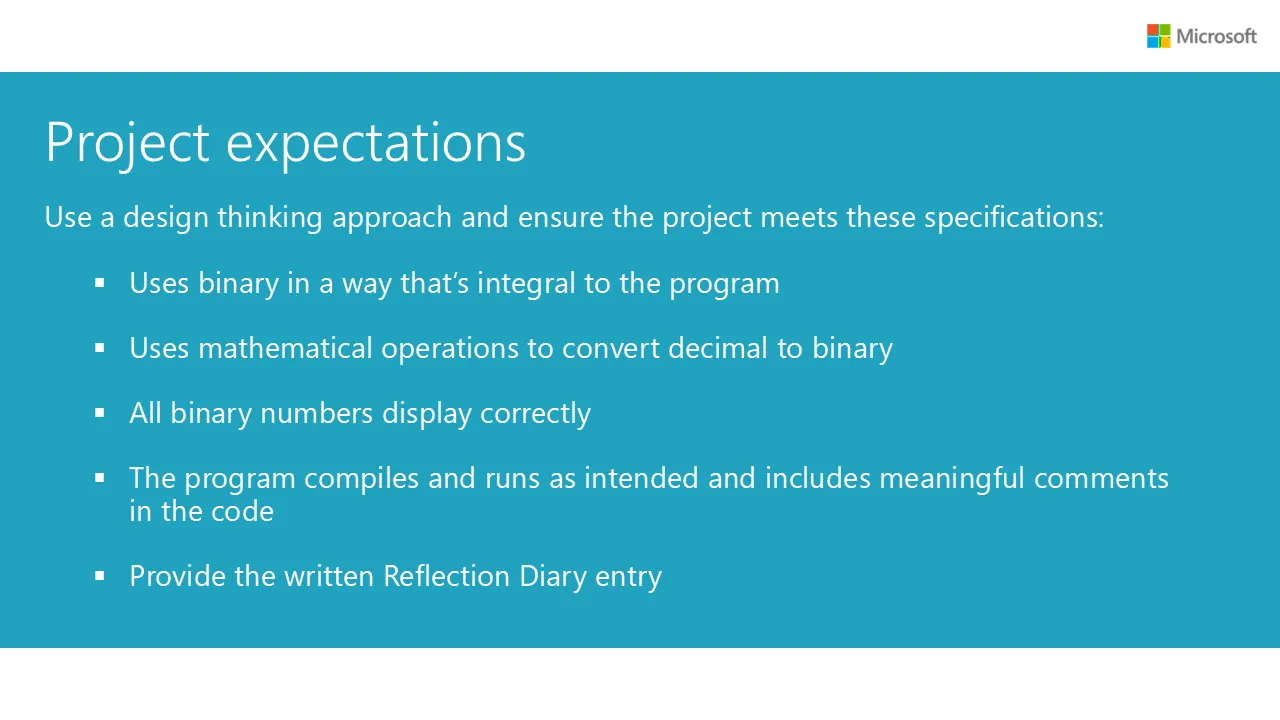 Microsoft
Project expectations
Use a design thinking approach and ensure the project meets these specifications:
▪ Uses binary in a way that’s integral to the program
▪ Uses mathematical operations to convert decimal to binary
▪ All binary numbers display correctly
▪ The program compiles and runs as intended and includes meaningful comments
in the code
▪ Provide the written Reflection Diary entry